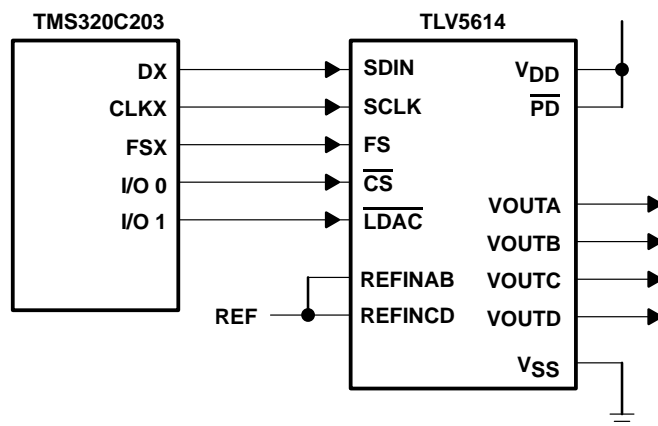 TMS320C203
TLV5614
DX
CLKX
FSX
I/O 0
I/O 1
SDIN
SCLK
FS
CS
LDAC
REFINAB
REFINCD
REF
VDD
PD
VOUTA
VOUTB
VOUTC
VOUTD
VSS